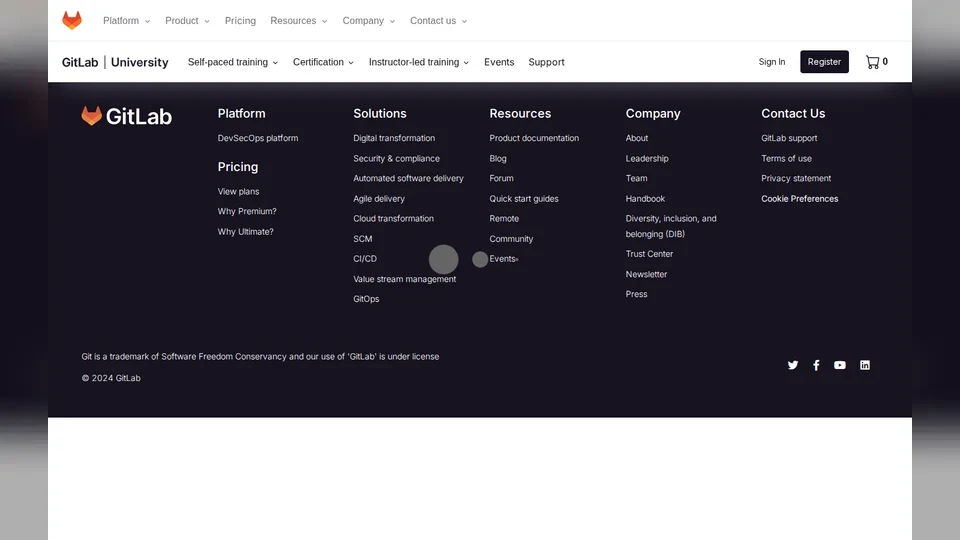 Platform Product Pricing Resources Company Contact us
GitLab | University Self-paced training Certification Instructor-led training Events Support Sign In Register 0
GitLab
Platform
DevSecOps platform
Pricing
View plans
Why Premium?
Why Ultimate?
Solutions
Digital transformation
Security & compliance
Automated software delivery
Agile delivery
Cloud transformation
SCM
CI/CD
Value stream management
GitOps
Resources
Product documentation
Blog
Forum
Quick start guides
Remote
Community
Events
Company
About
Leadership
Team
Handbook
Diversity, inclusion, and
belonging (DIB)
Trust Center
Newsletter
Press
Contact Us
GitLab support
Terms of use
Privacy statement
Cookie Preferences
Git is a trademark of Software Freedom Conservancy and our use of 'GitLab' is under license
© 2024 GitLab